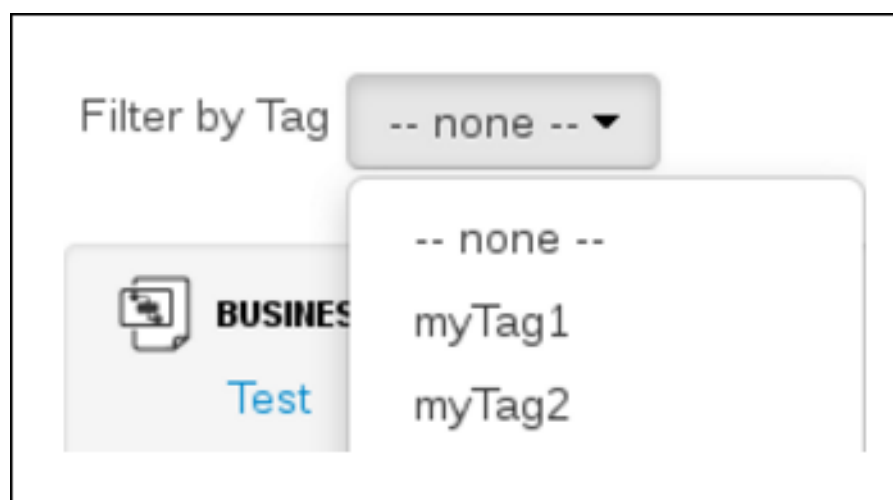 Filter by Tag -- none --
-- none --
BUSINES
myTag1
Test
myTag2